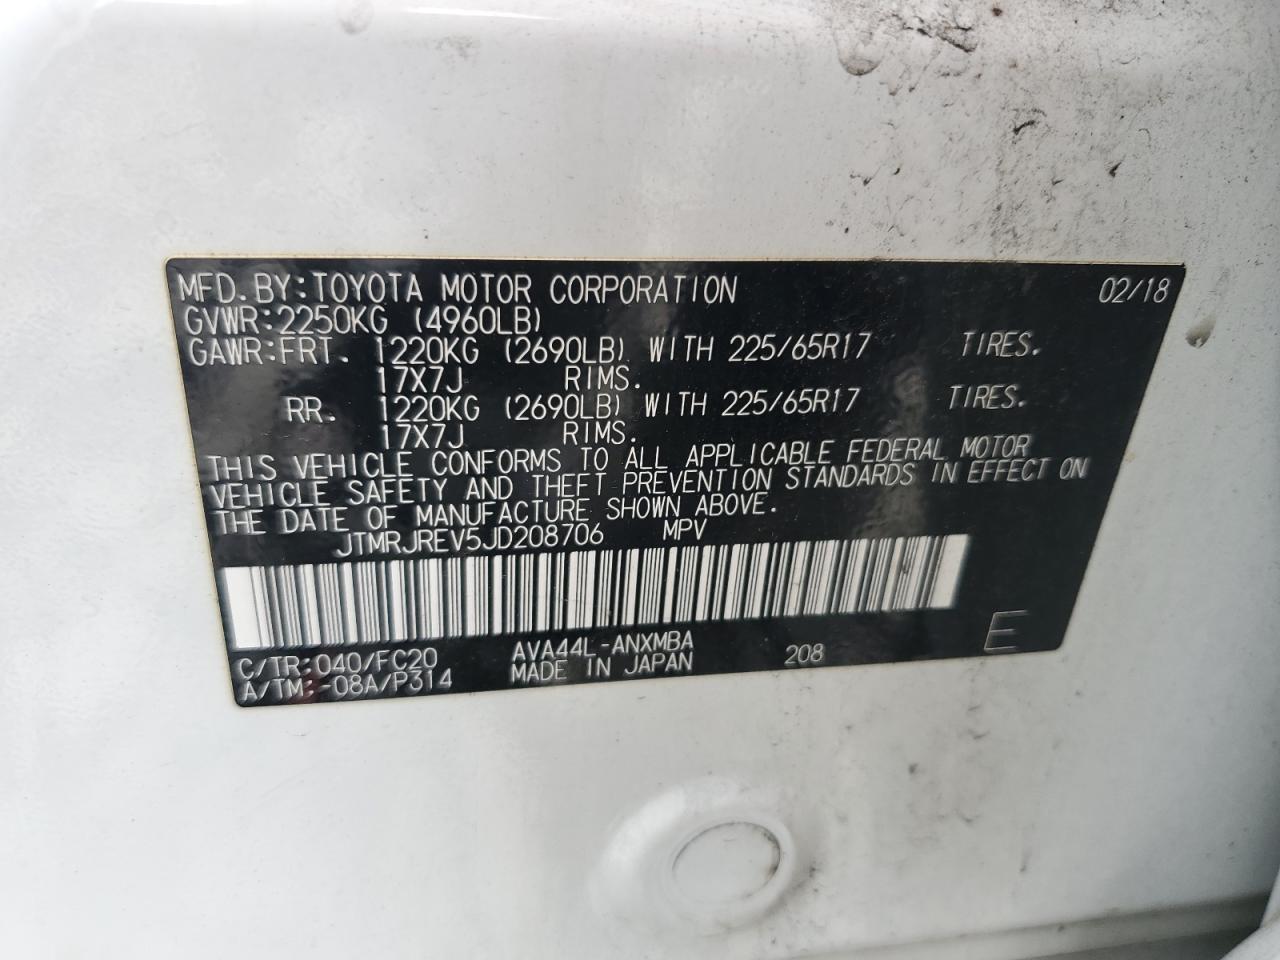 MFD. BY: TOYOTA MOTOR CORPORATION 02/18
GVWR: 2250KG (4960LB)
GAWR: FRT. 1220KG (2690LB) WITH 225/65R17 TIRES.
17X7J RIMS.
RR. 1220KG (2690LB) WITH 225/65R17 TIRES.
17X7J RIMS.
THIS VEHICLE CONFORMS TO ALL APPLICABLE FEDERAL MOTOR
VEHICLE SAFETY AND THEFT PREVENTION STANDARDS IN EFFECT ON
THE DATE OF MANUFACTURE SHOWN ABOVE.
JTMRJREV5JD208706 MPV
C/TR: 040/FC20 AVA44L-ANXMBA 208 E
A/TM: -08A/P314 MADE IN JAPAN